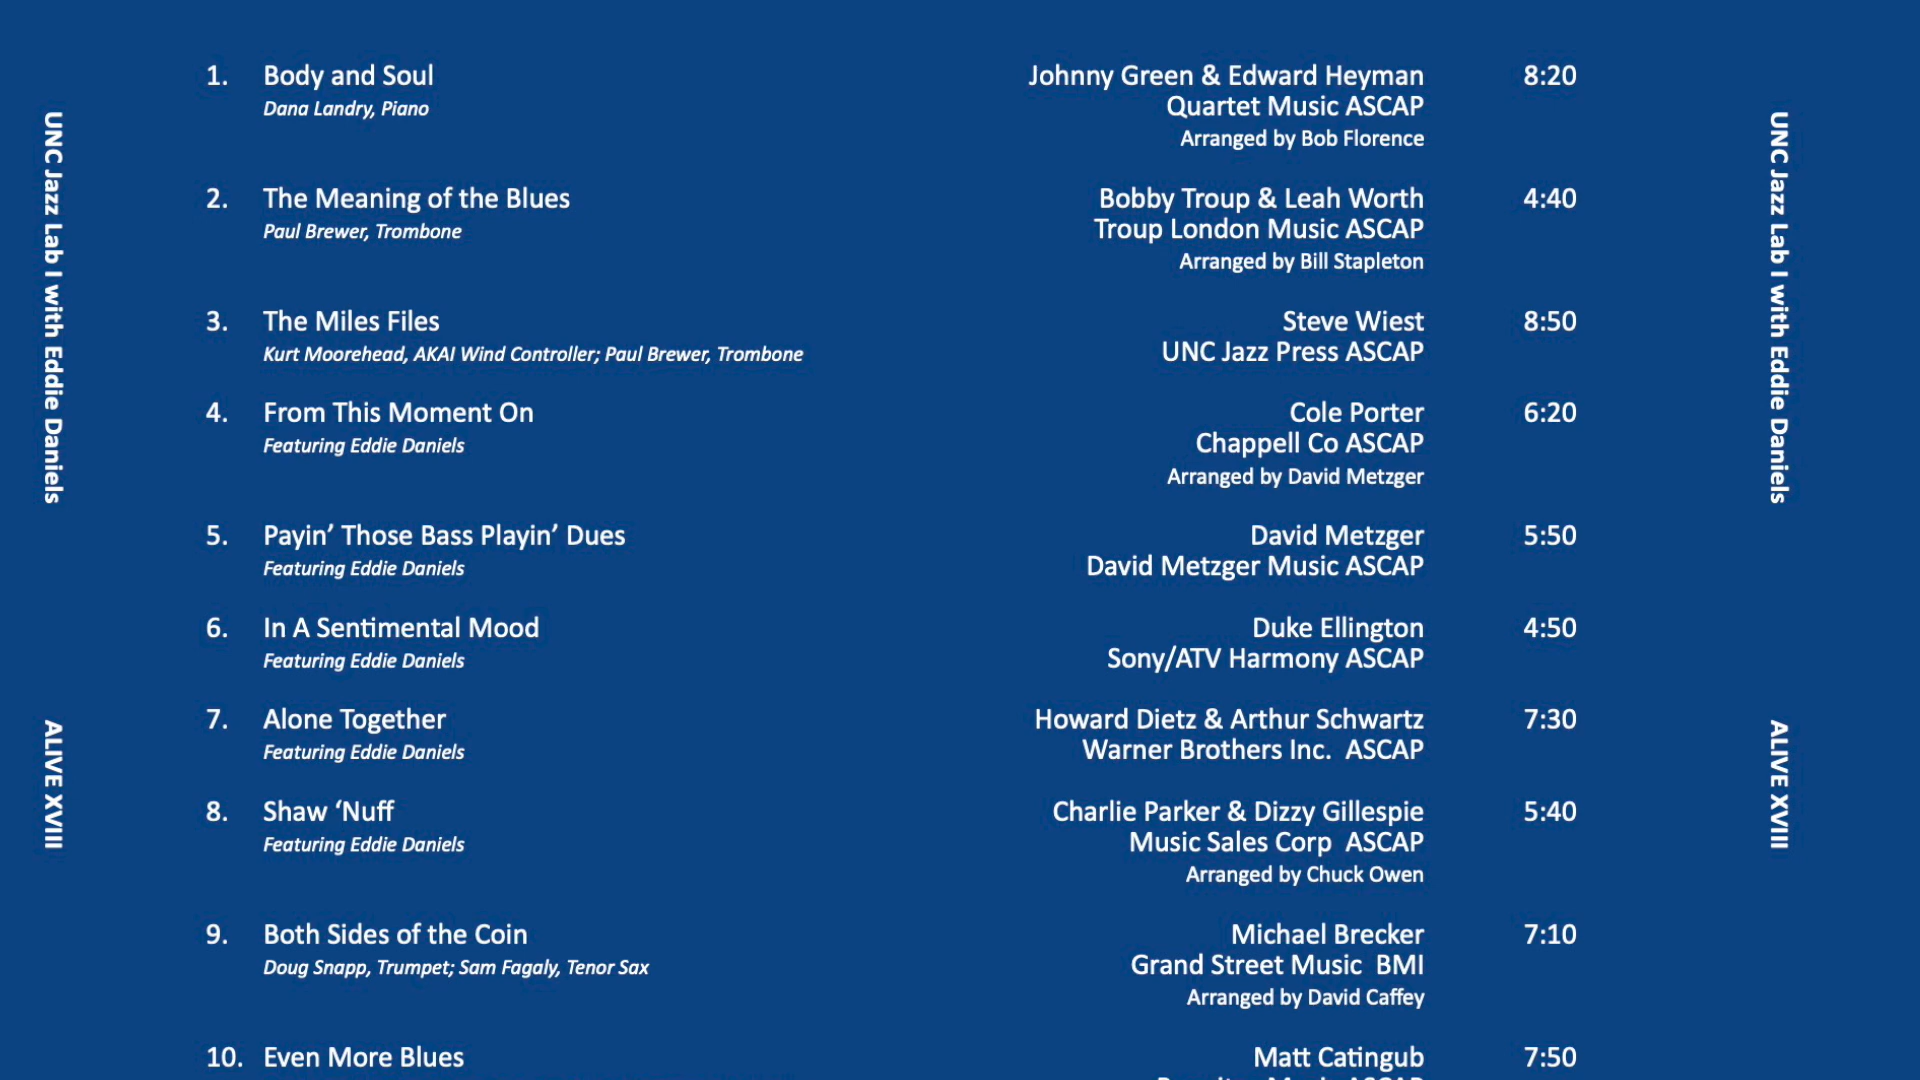 UNC Jazz Lab I with Eddie Daniels
ALIVE XVIII
1. Body and Soul Johnny Green & Edward Heyman 8:20
Dana Landry, Piano Quartet Music ASCAP
Arranged by Bob Florence
2. The Meaning of the Blues Bobby Troup & Leah Worth 4:40
Paul Brewer, Trombone Troup London Music ASCAP
Arranged by Bill Stapleton
3. The Miles Files Steve Wiest 8:50
Kurt Moorehead, AKAI Wind Controller; Paul Brewer, Trombone UNC Jazz Press ASCAP
4. From This Moment On Cole Porter 6:20
Featuring Eddie Daniels Chappell Co ASCAP
Arranged by David Metzger
5. Payin’ Those Bass Playin’ Dues David Metzger 5:50
Featuring Eddie Daniels David Metzger Music ASCAP
6. In A Sentimental Mood Duke Ellington 4:50
Featuring Eddie Daniels Sony/ATV Harmony ASCAP
7. Alone Together Howard Dietz & Arthur Schwartz 7:30
Featuring Eddie Daniels Warner Brothers Inc. ASCAP
8. Shaw ‘Nuff Charlie Parker & Dizzy Gillespie 5:40
Featuring Eddie Daniels Music Sales Corp ASCAP
Arranged by Chuck Owen
9. Both Sides of the Coin Michael Brecker 7:10
Doug Snapp, Trumpet; Sam Fagaly, Tenor Sax Grand Street Music BMI
Arranged by David Caffey
10. Even More Blues Matt Catingub 7:50
UNC Jazz Lab I with Eddie Daniels
ALIVE XVIII